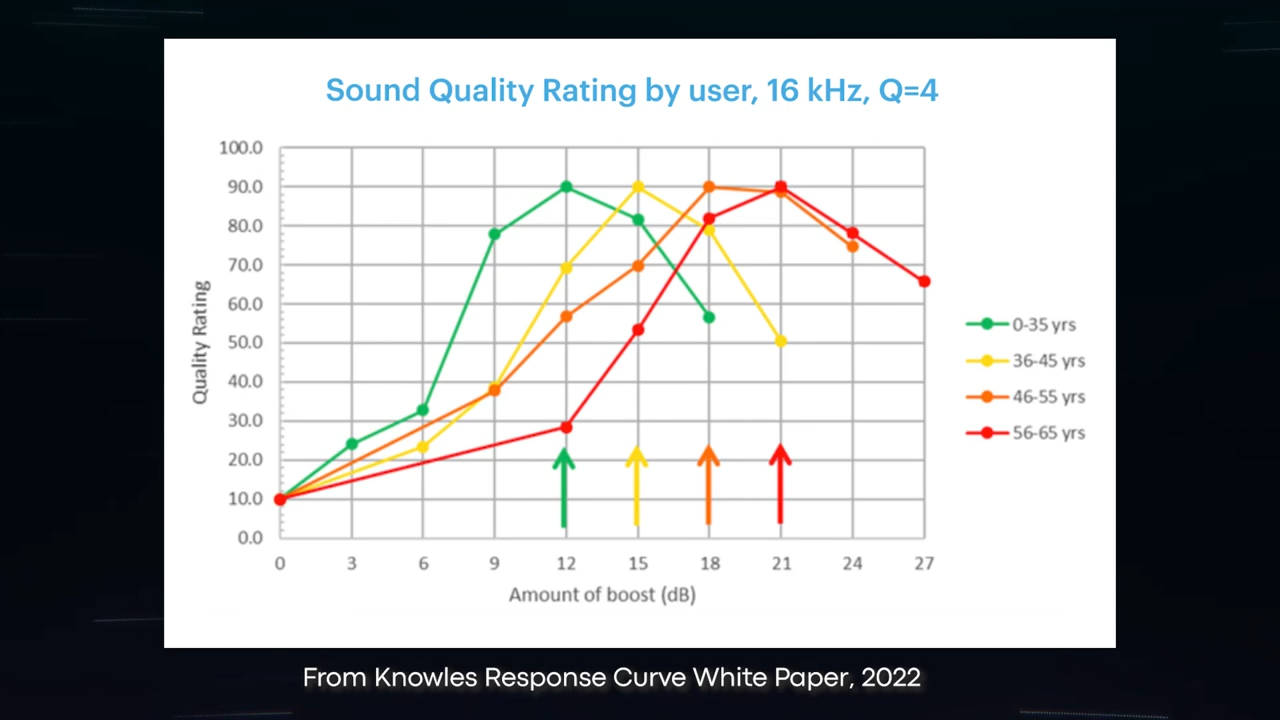 Sound Quality Rating by user, 16 kHz, Q=4
100.0
90.0
80.0
70.0
60.0
50.0
40.0
30.0
20.0
10.0
0.0
Quality Rating
0 3 6 9 12 15 18 21 24 27
Amount of boost (dB)
0-35 yrs
36-45 yrs
46-55 yrs
56-65 yrs
From Knowles Response Curve White Paper, 2022